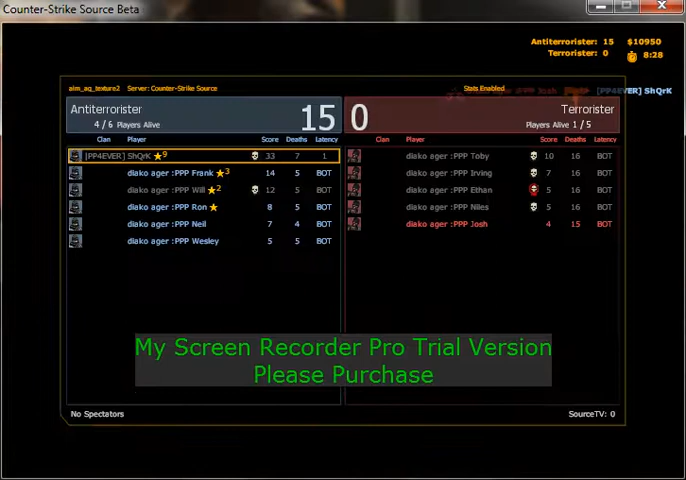 Counter-Strike Source Beta
Antiterrorister: 15 $10950
Terrorister: 0 8:28
aim_ag_texture2 Server: Counter-Strike Source Stats Enabled
Josh [PP4EVER] ShQrK
Antiterrorister 15
4 / 6 Players Alive
0 Terrorister
Players Alive 1 / 5
Clan Player Score Deaths Latency
[PP4EVER] ShQrK 9 33 7 1
diako ager :PPP Frank 3 14 5 BOT
diako ager :PPP Will 2 12 5 BOT
diako ager :PPP Ron 8 5 BOT
diako ager :PPP Neil 7 4 BOT
diako ager :PPP Wesley 5 5 BOT
Clan Player Score Deaths Latency
diako ager :PPP Toby 10 16 BOT
diako ager :PPP Irving 7 16 BOT
diako ager :PPP Ethan 5 16 BOT
diako ager :PPP Niles 5 16 BOT
diako ager :PPP Josh 4 15 BOT
My Screen Recorder Pro Trial Version
Please Purchase
No Spectators SourceTV: 0